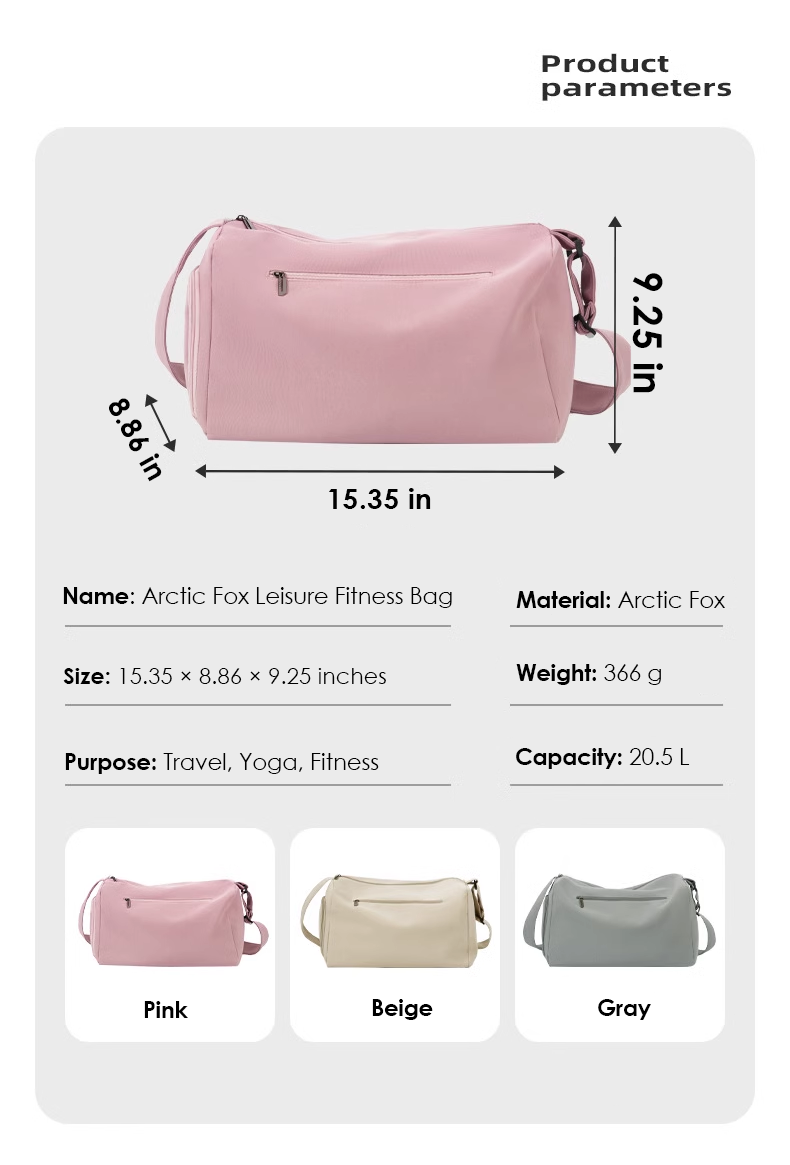 Product
parameters
9.25 in
8.86 in
15.35 in
Name: Arctic Fox Leisure Fitness Bag
Material: Arctic Fox
Size: 15.35 × 8.86 × 9.25 inches
Weight: 366 g
Purpose: Travel, Yoga, Fitness
Capacity: 20.5 L
Pink
Beige
Gray